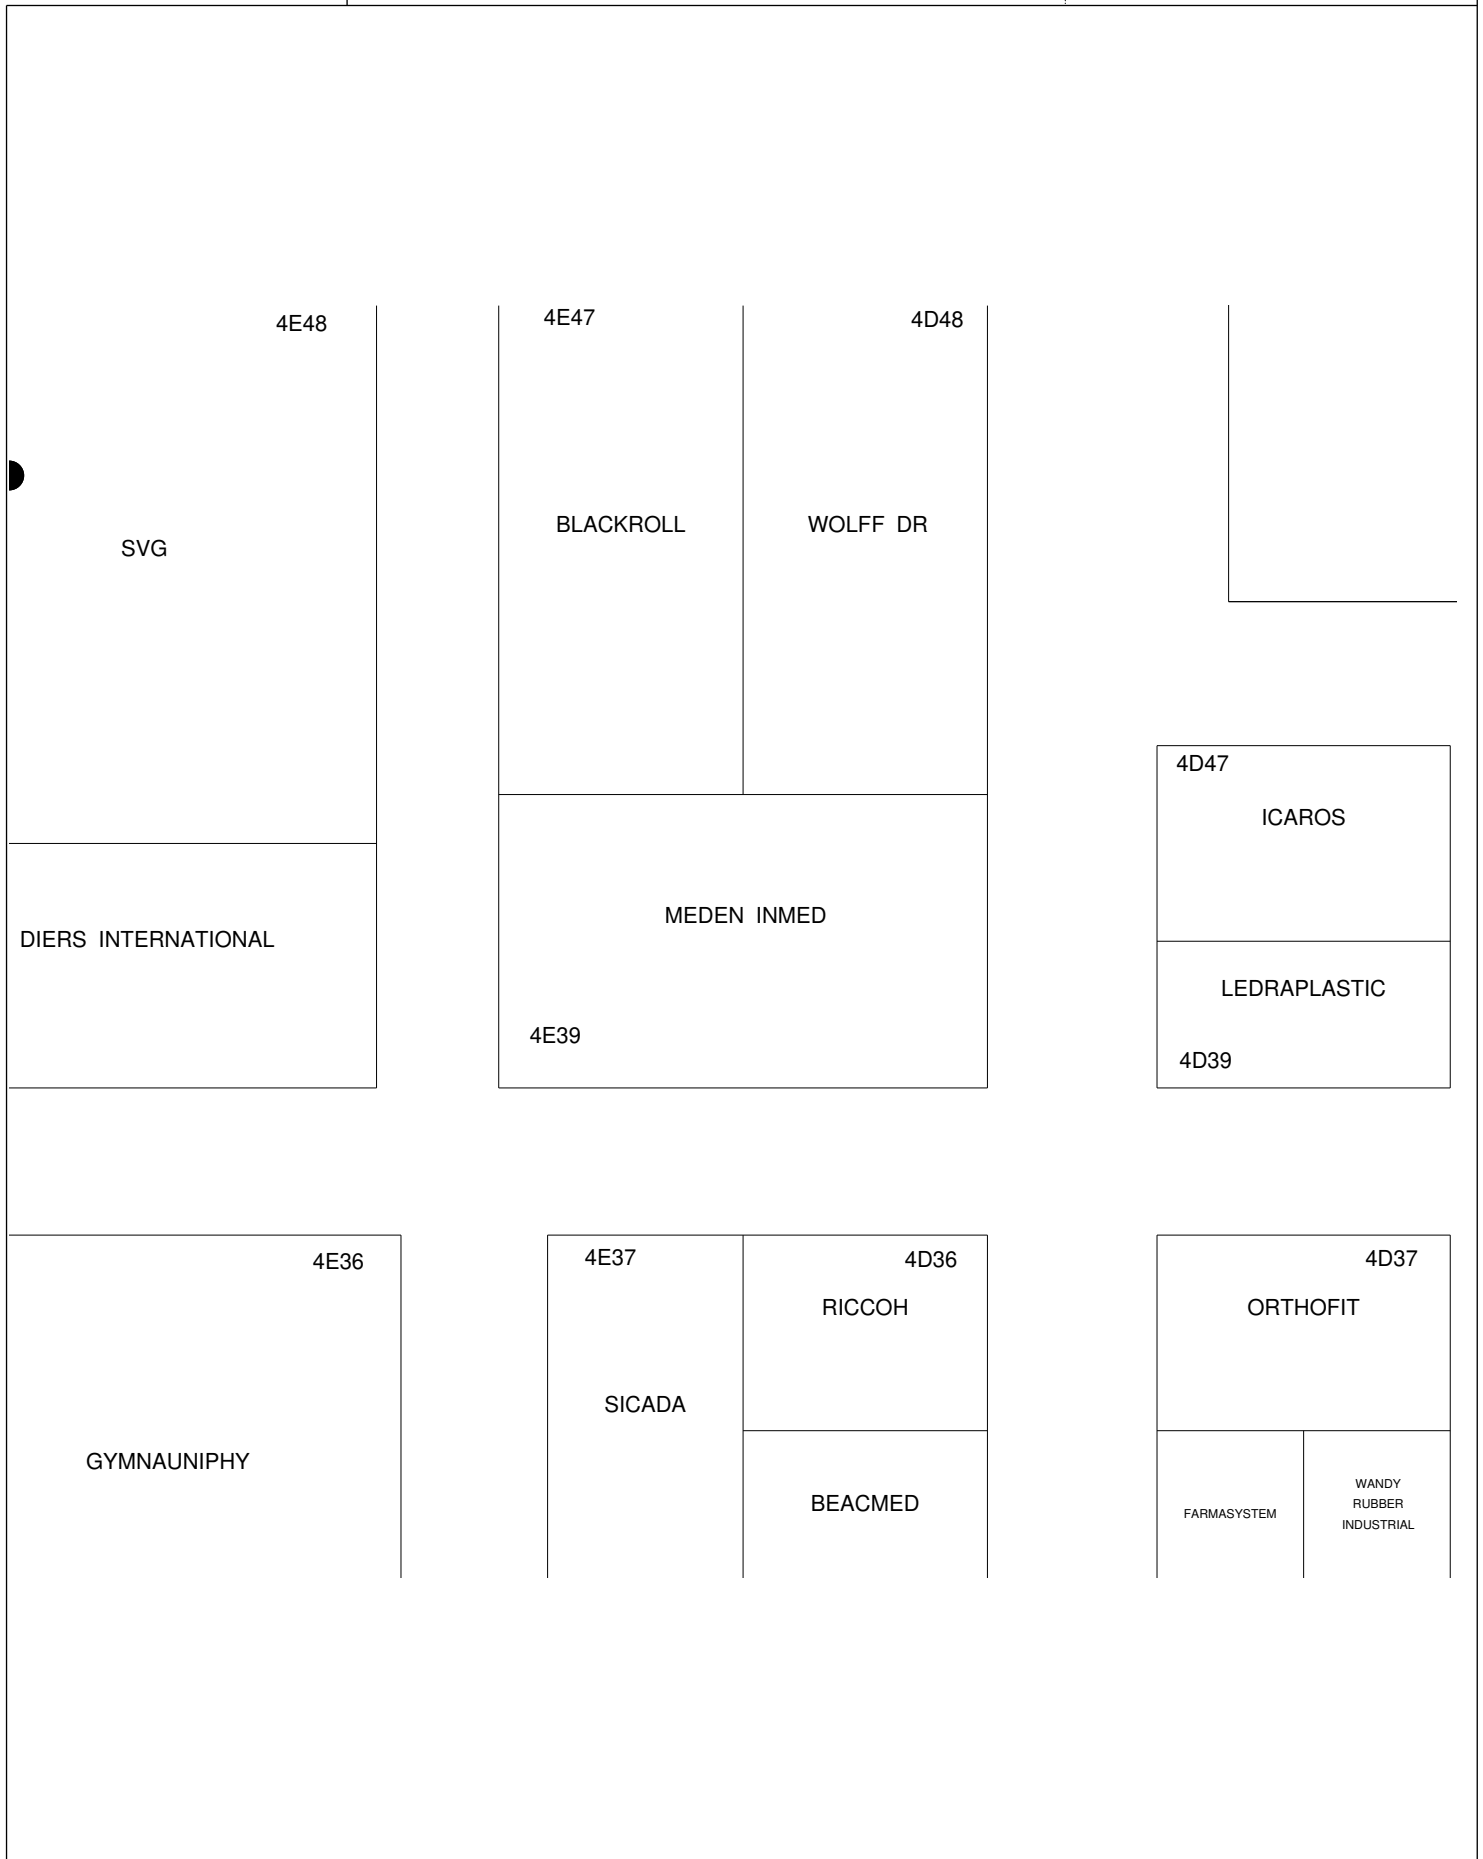 4E48
4E47
4D48
BLACKROLL
WOLFF DR
SVG
4D47
ICAROS
MEDEN INMED
DIERS INTERNATIONAL
LEDRAPLASTIC
4E39
4D39
4E36
4E37
4D36
4D37
RICCOH
ORTHOFIT
SICADA
GYMNAUNIPHY
BEACMED
FARMASYSTEM
WANDY
RUBBER
INDUSTRIAL